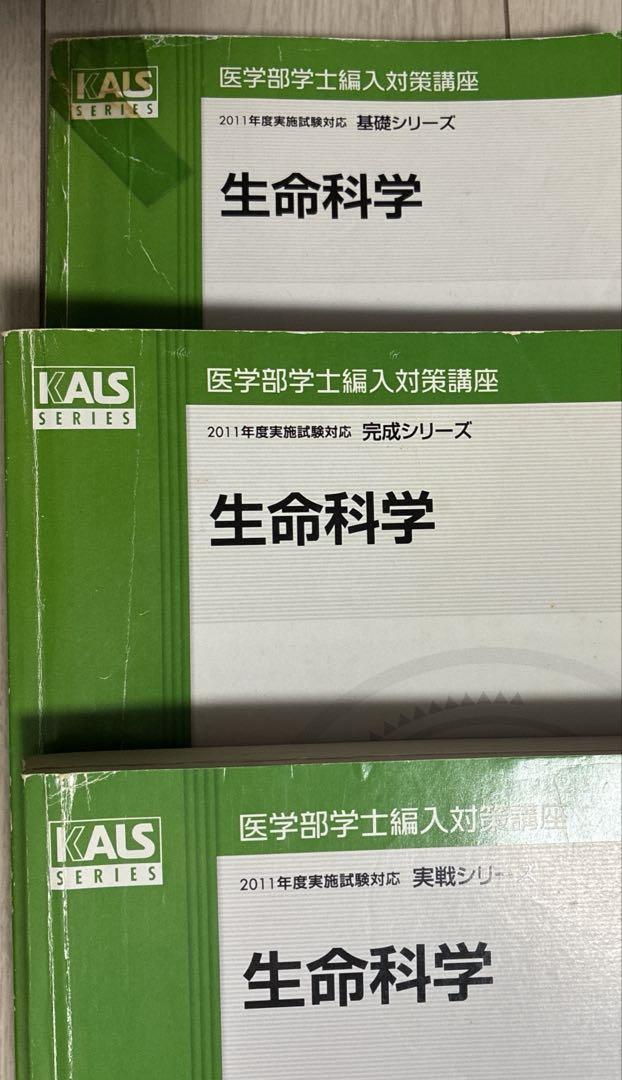 KALS
SERIES
医学部学士編入対策講座
2011年度実施試験対応 基礎シリーズ
生命科学
KALS
SERIES
医学部学士編入対策講座
2011年度実施試験対応 完成シリーズ
生命科学
KALS
SERIES
医学部学士編入対策講座
2011年度実施試験対応 実戦シリーズ
生命科学